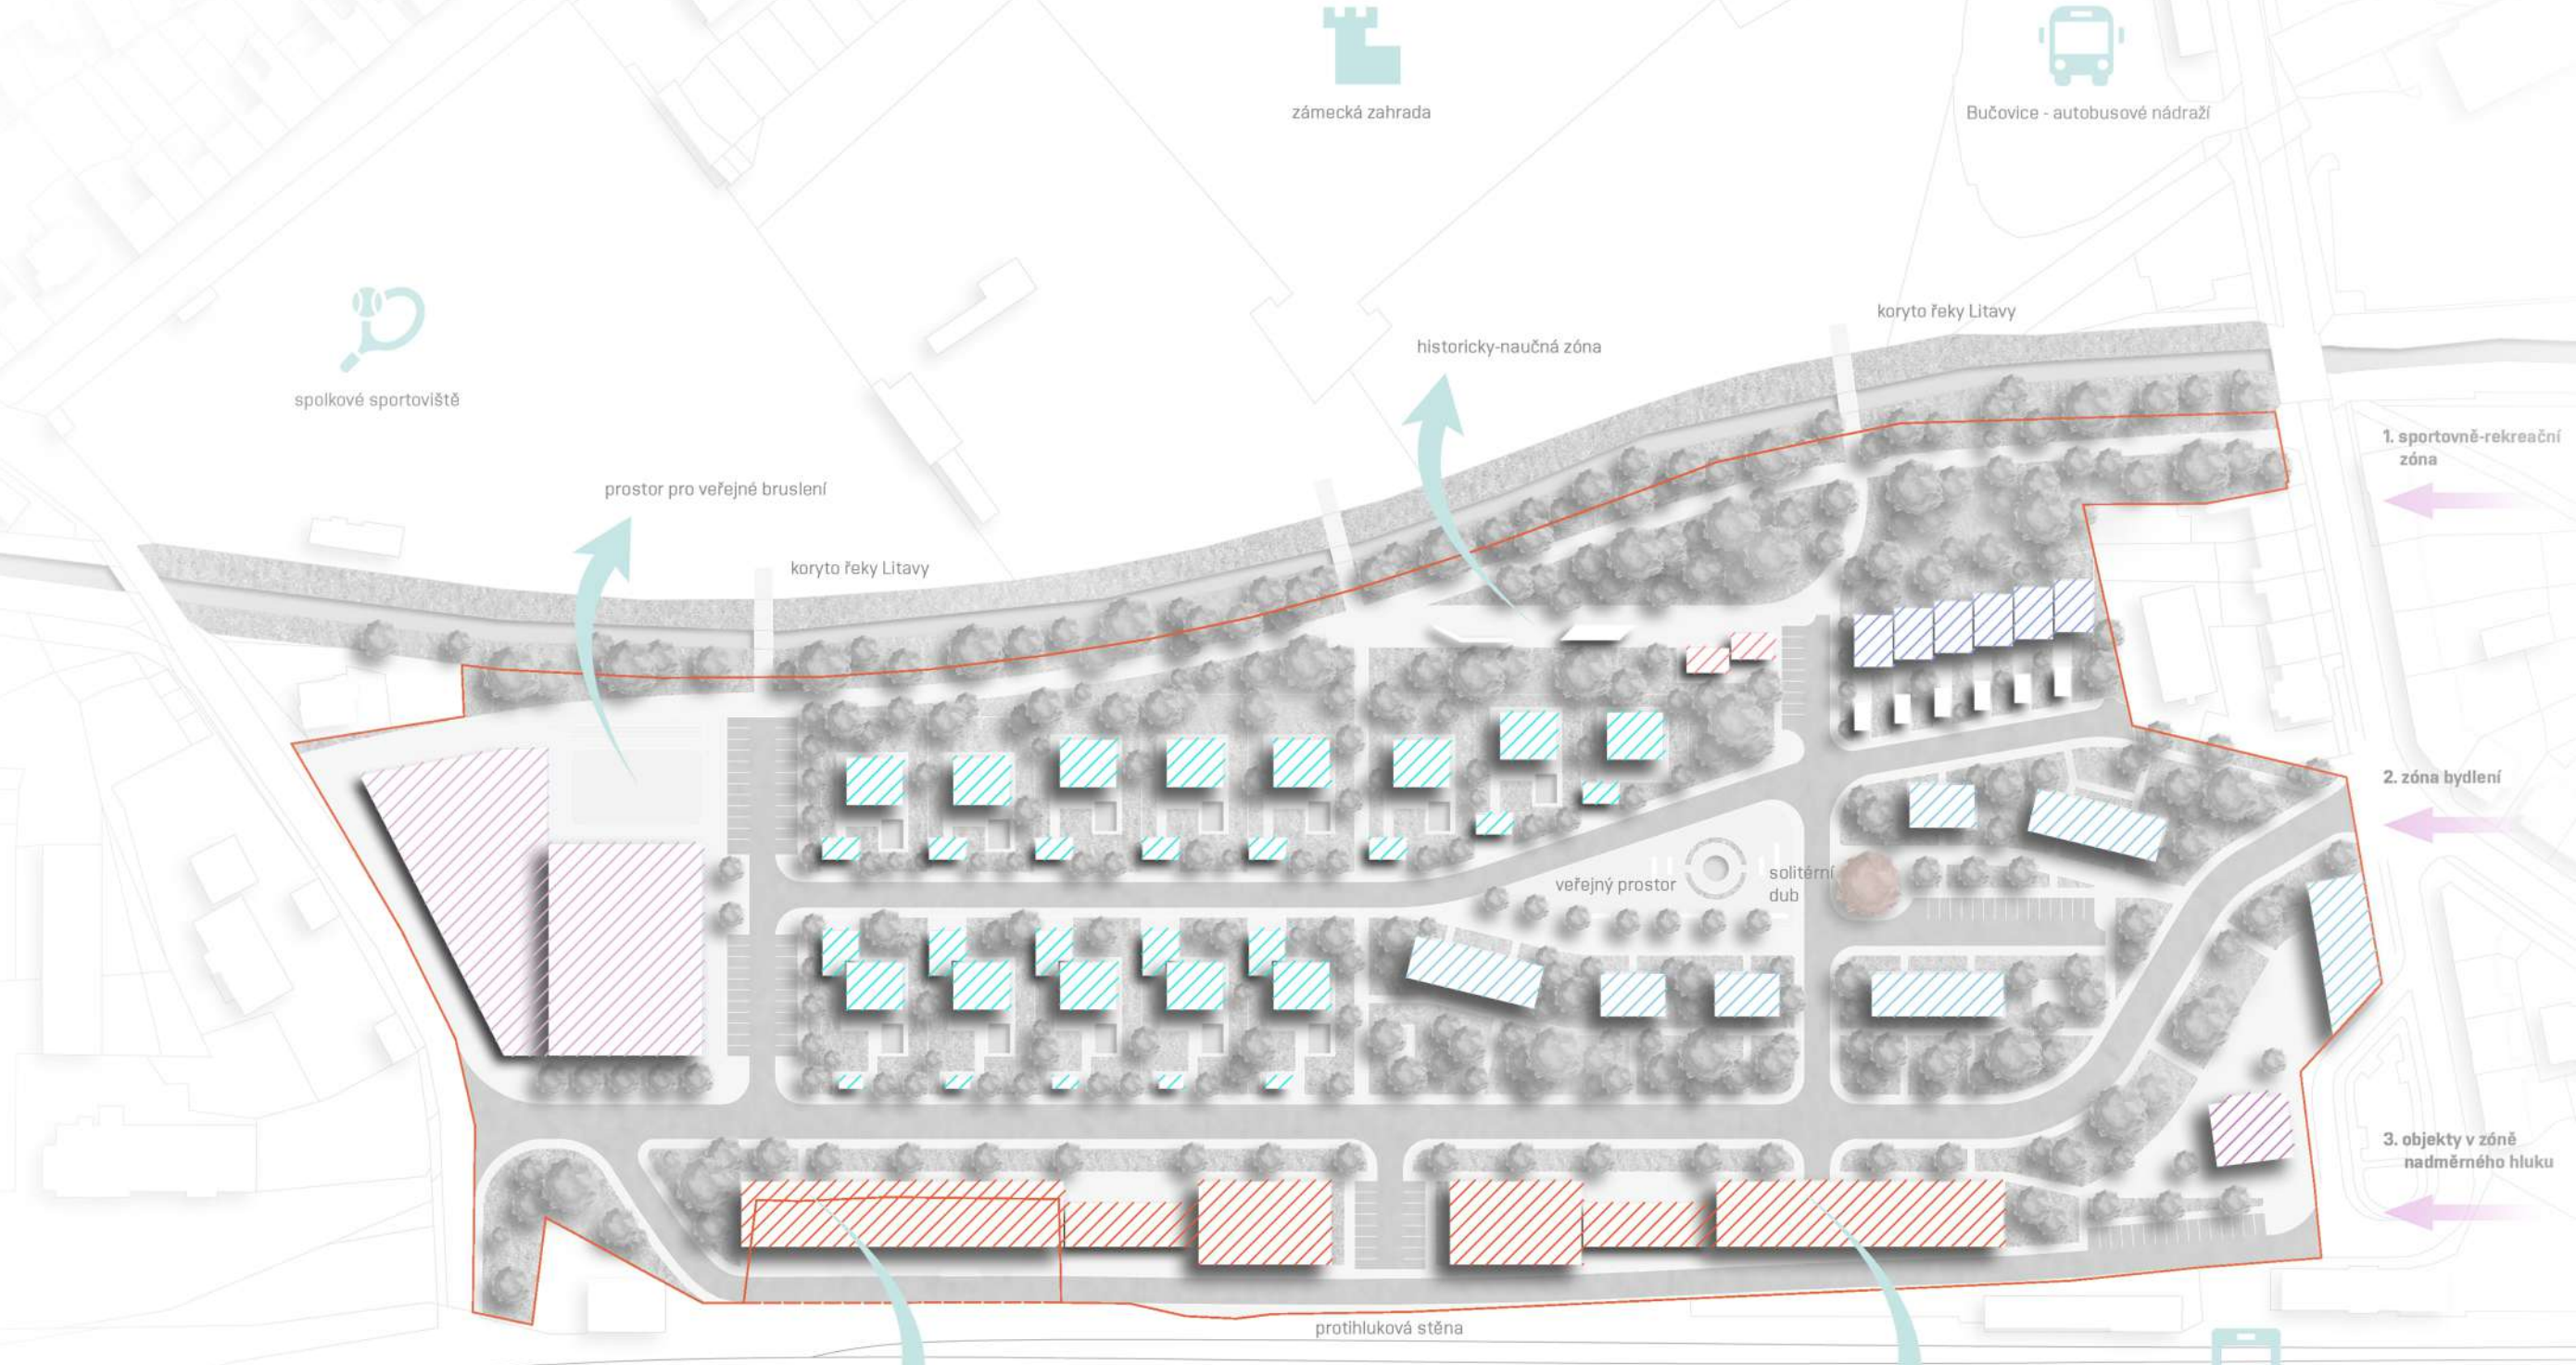 zámecká zahrada
Bučovice - autobusové nádraží
koryto řeky Litavy
historicky-naučná zóna
spolkové sportoviště
1. sportovně-rekreační
zóna
prostor pro veřejné bruslení
koryto řeky Litavy
2. zóna bydlení
veřejný prostor
solitérní
dub
3. objekty v zóně
nadměrného hluku
protihluková stěna